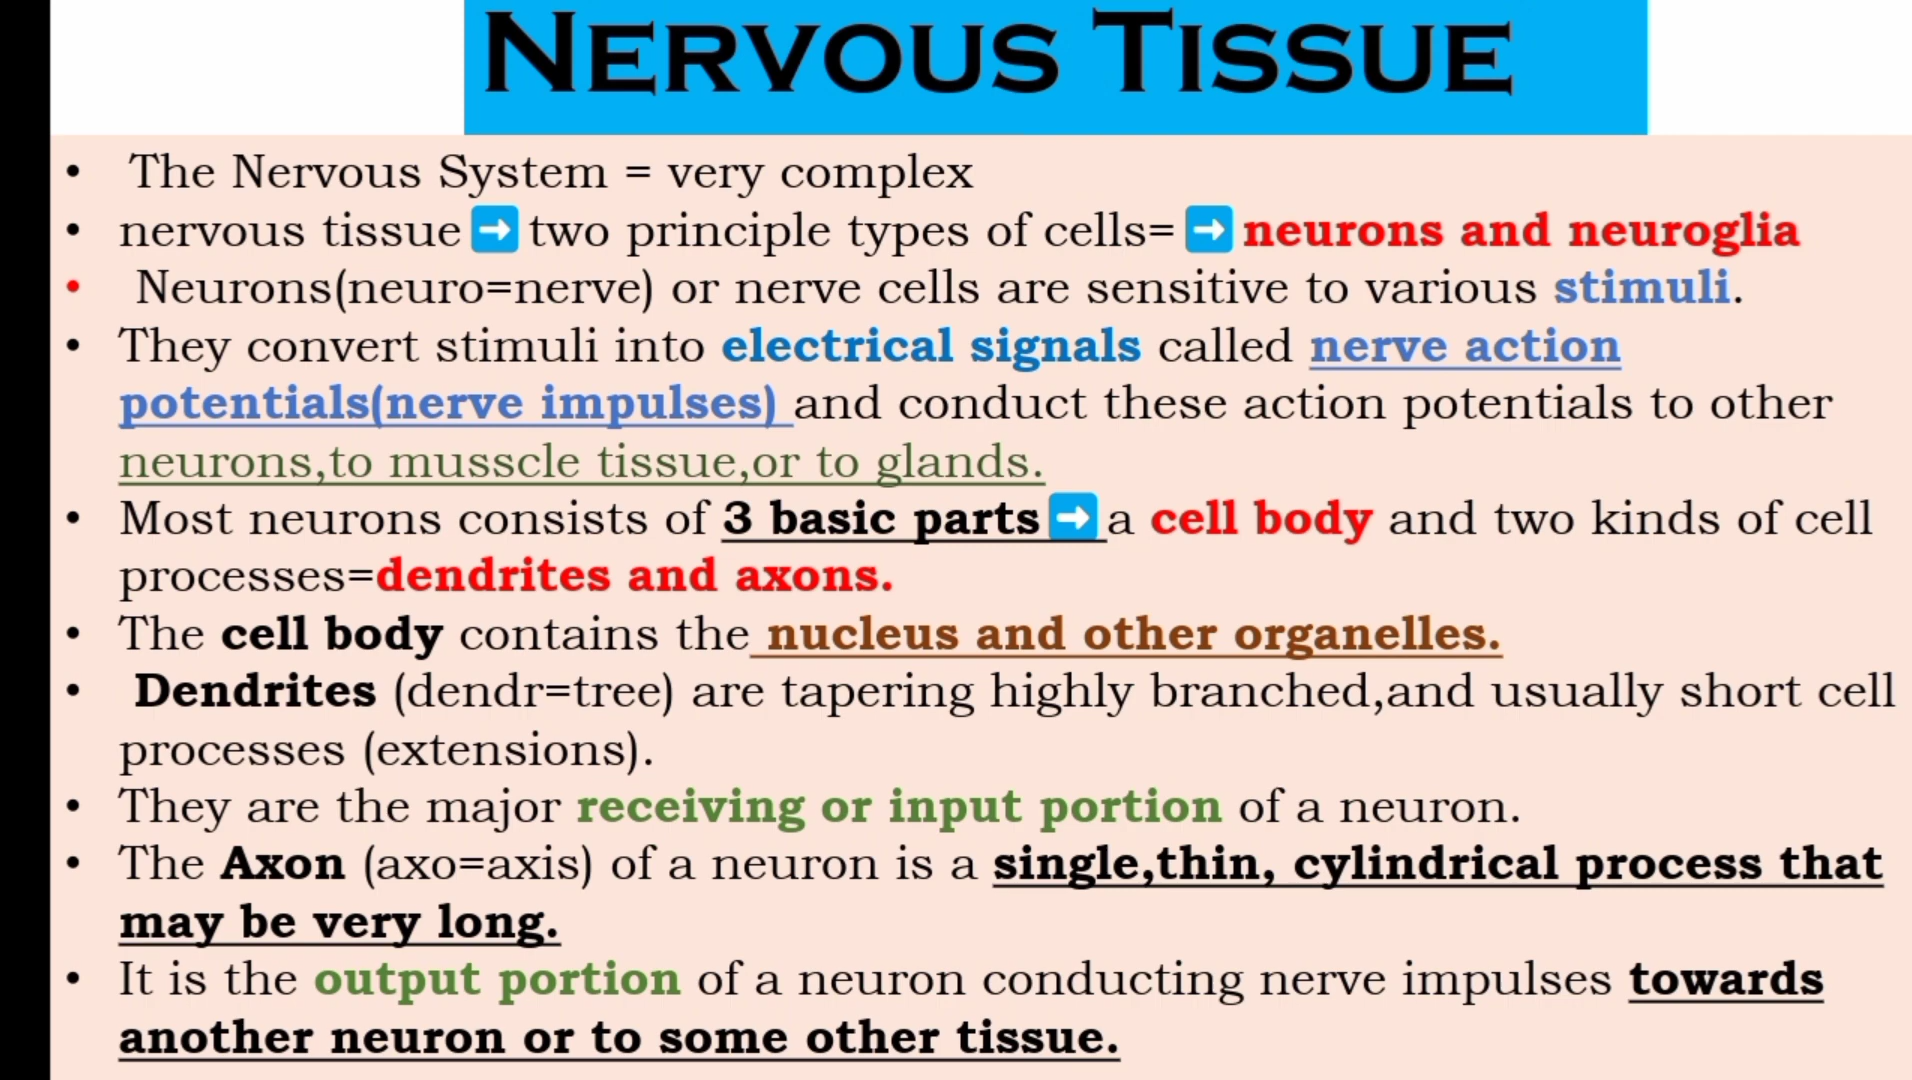 NERVOUS TISSUE
• The Nervous System = very complex
• nervous tissue ➡ two principle types of cells= ➡ neurons and neuroglia
• Neurons(neuro=nerve) or nerve cells are sensitive to various stimuli.
• They convert stimuli into electrical signals called nerve action
potentials(nerve impulses) and conduct these action potentials to other
neurons,to musscle tissue,or to glands.
• Most neurons consists of 3 basic parts ➡ a cell body and two kinds of cell
processes=dendrites and axons.
• The cell body contains the nucleus and other organelles.
• Dendrites (dendr=tree) are tapering highly branched,and usually short cell
processes (extensions).
• They are the major receiving or input portion of a neuron.
• The Axon (axo=axis) of a neuron is a single,thin, cylindrical process that
may be very long.
• It is the output portion of a neuron conducting nerve impulses towards
another neuron or to some other tissue.